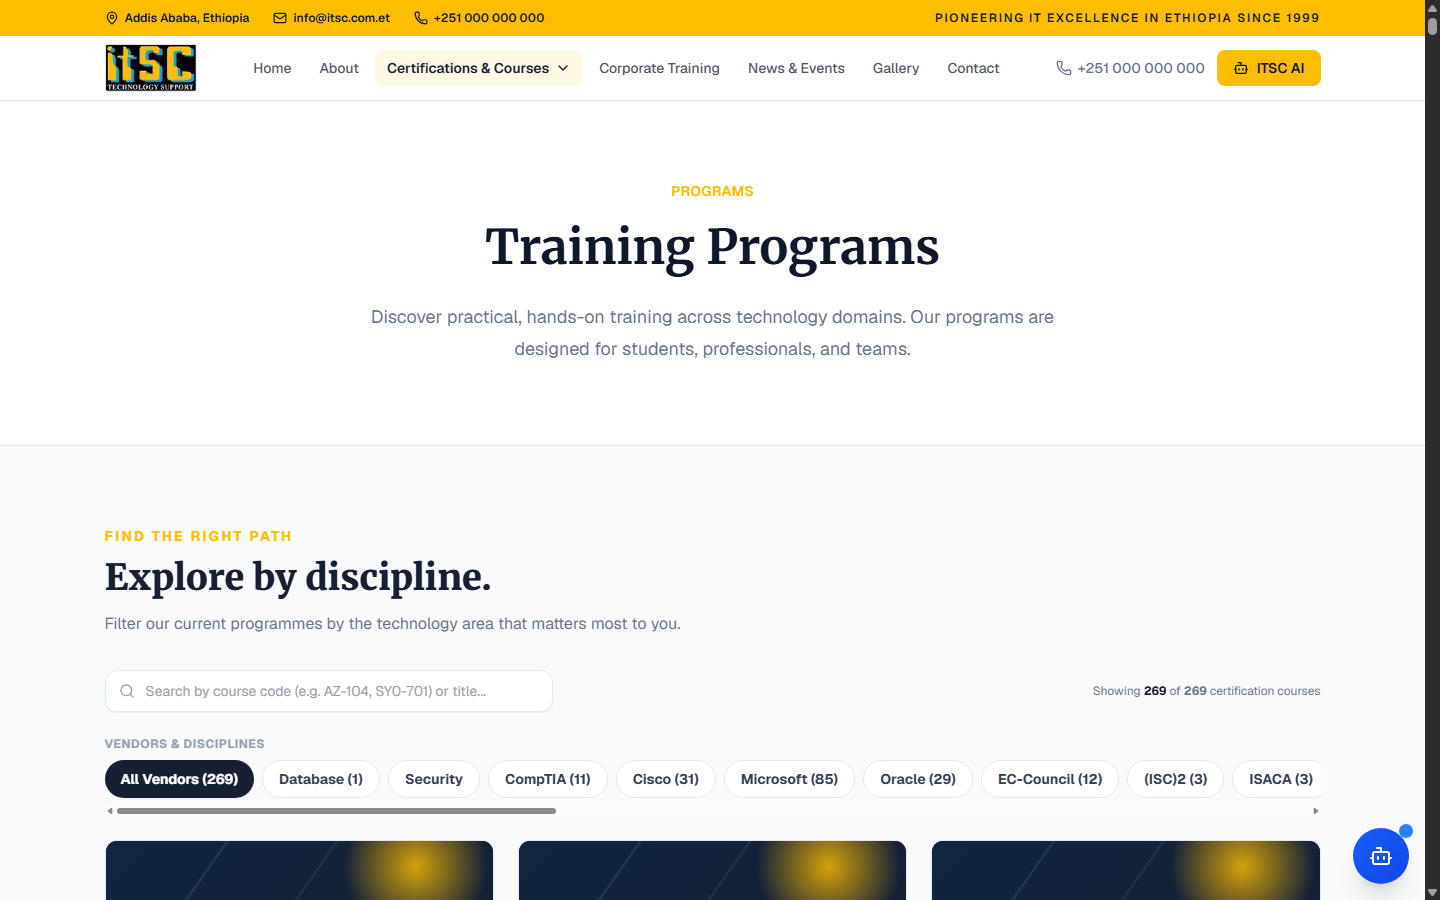 Addis Ababa, Ethiopia
info@itsc.com.et
+251 000 000 000
PIONEERING IT EXCELLENCE IN ETHIOPIA SINCE 1999
itSC
TECHNOLOGY SUPPORT
Home
About
Certifications & Courses
Corporate Training
News & Events
Gallery
Contact
+251 000 000 000
ITSC AI
PROGRAMS
Training Programs
Discover practical, hands-on training across technology domains. Our programs are
designed for students, professionals, and teams.
FIND THE RIGHT PATH
Explore by discipline.
Filter our current programmes by the technology area that matters most to you.
Search by course code (e.g. AZ-104, SY0-701) or title...
Showing 269 of 269 certification courses
VENDORS & DISCIPLINES
All Vendors (269)
Database (1)
Security
CompTIA (11)
Cisco (31)
Microsoft (85)
Oracle (29)
EC-Council (12)
(ISC)2 (3)
ISACA (3)